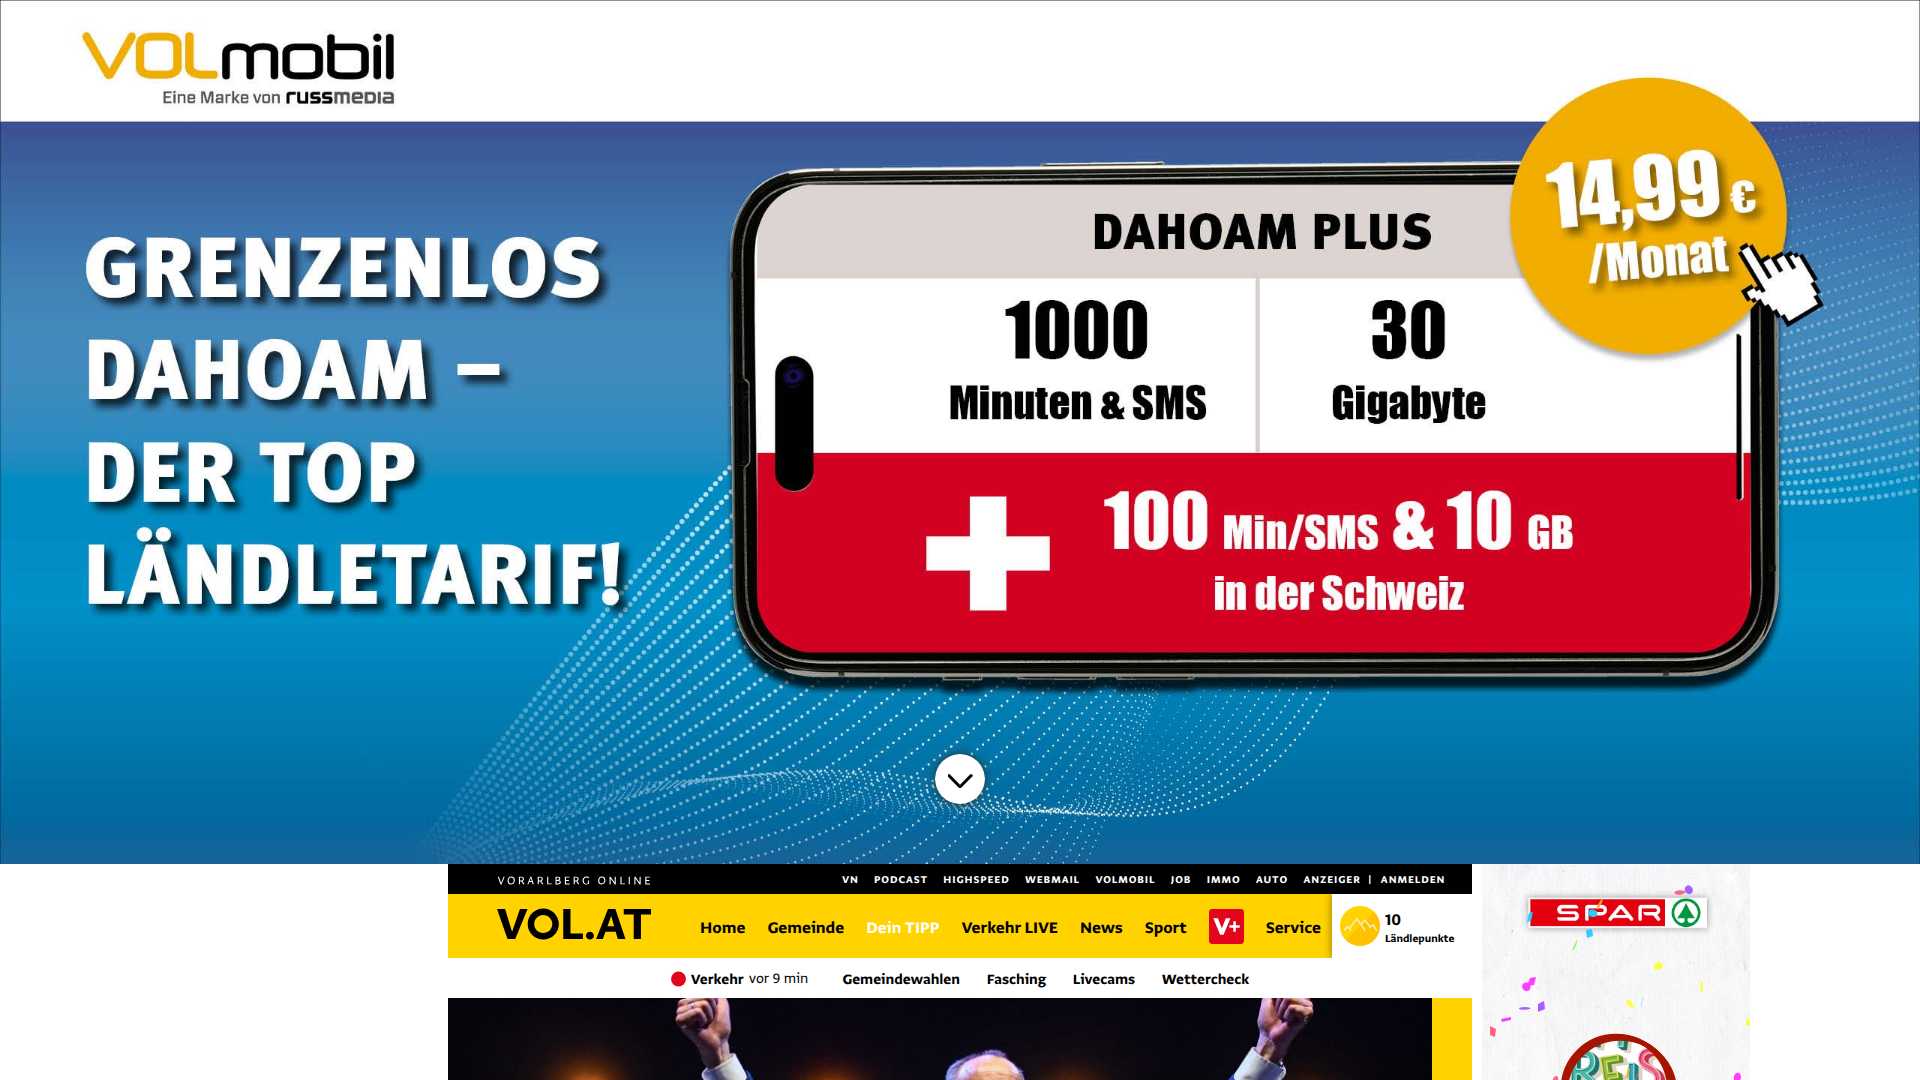 VOLmobil
Eine Marke von russmedia
14,99 €
/Monat
GRENZENLOS
DAHOAM –
DER TOP
LÄNDLETARIF!
DAHOAM PLUS
1000
Minuten & SMS
30
Gigabyte
100 Min/SMS & 10 GB
in der Schweiz
VORARLBERG ONLINE
VN PODCAST HIGHSPEED WEBMAIL VOLMOBIL JOB IMMO AUTO ANZEIGER | ANMELDEN
VOL.AT
Home Gemeinde Dein TIPP Verkehr LIVE News Sport V+ Service
10
Ländlepunkte
Verkehr vor 9 min Gemeindewahlen Fasching Livecams Wettercheck
SPAR
REIS